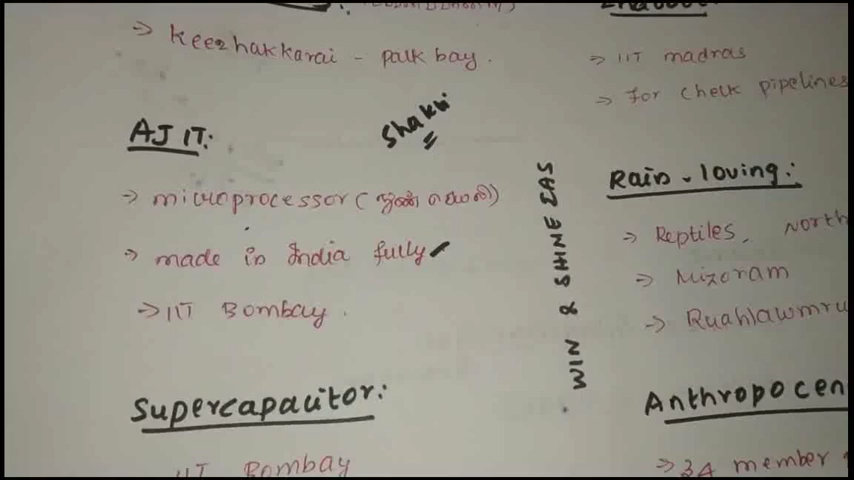 → Keezhakkarai - palk bay.
AJIT:
Shakti
→ microprocessor (நுண் செயலி)
→ made in India fully
→ IIT Bombay.
Supercapacitor:
IIT Bombay
WIN & SHINE IAS
→ IIT madras
→ for check pipelines
Rain-loving:
→ Reptiles, North
→ Mizoram
→ Ruahlawmru
Anthropocen
→ 34 member